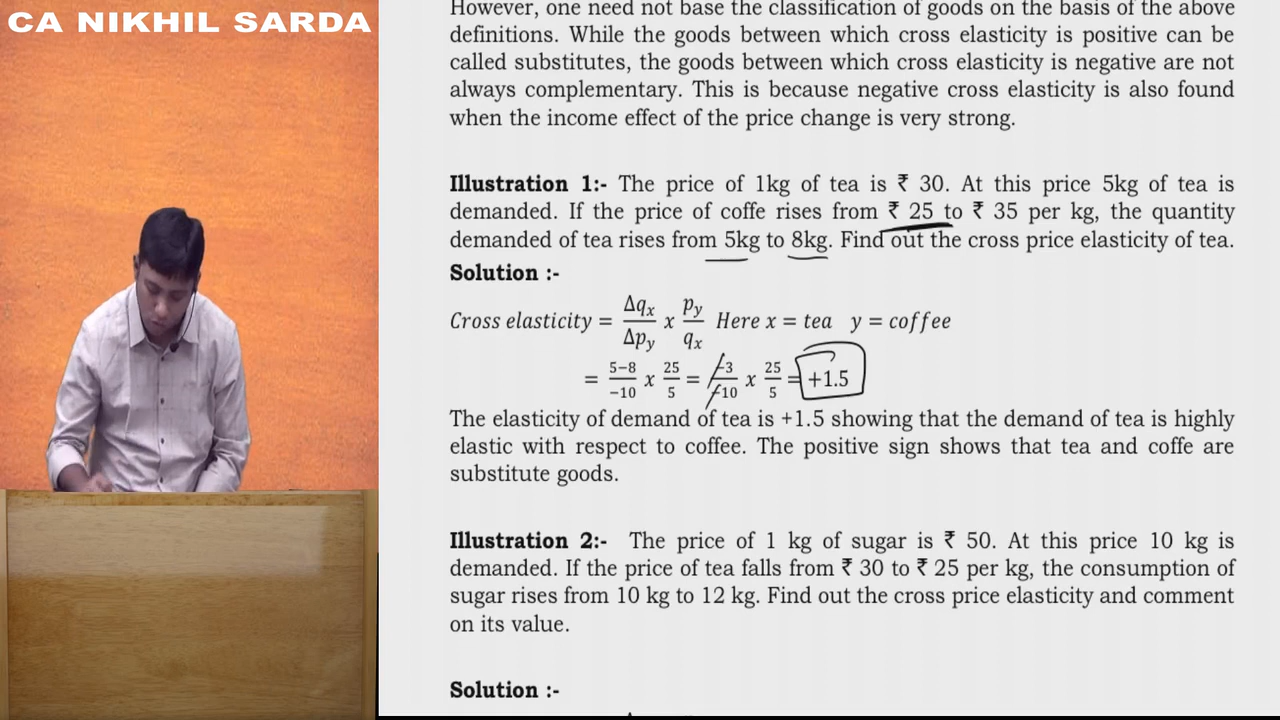 CA NIKHIL SARDA
However, one need not base the classification of goods on the basis of the above
definitions. While the goods between which cross elasticity is positive can be
called substitutes, the goods between which cross elasticity is negative are not
always complementary. This is because negative cross elasticity is also found
when the income effect of the price change is very strong.
Illustration 1:- The price of 1kg of tea is ₹ 30. At this price 5kg of tea is
demanded. If the price of coffe rises from ₹ 25 to ₹ 35 per kg, the quantity
demanded of tea rises from 5kg to 8kg. Find out the cross price elasticity of tea.
Solution :-
Cross elasticity = Δqₓ/Δpᵧ x pᵧ/qₓ Here x = tea y = coffee
= 5−8/−10 x 25/5 = −3/−10 x 25/5 = +1.5
The elasticity of demand of tea is +1.5 showing that the demand of tea is highly
elastic with respect to coffee. The positive sign shows that tea and coffe are
substitute goods.
Illustration 2:- The price of 1 kg of sugar is ₹ 50. At this price 10 kg is
demanded. If the price of tea falls from ₹ 30 to ₹ 25 per kg, the consumption of
sugar rises from 10 kg to 12 kg. Find out the cross price elasticity and comment
on its value.
Solution :-